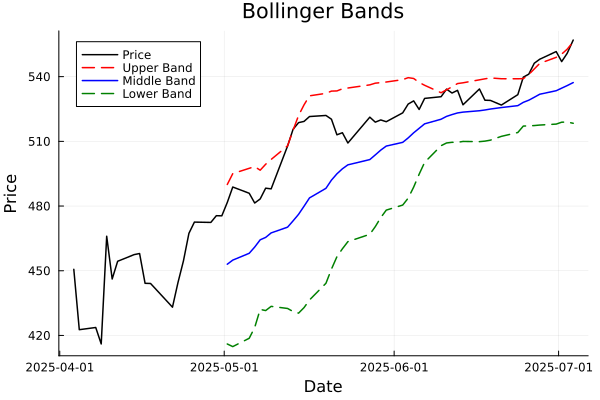 Bollinger Bands
Price
Upper Band
Middle Band
Lower Band
Price
540
510
480
450
420
2025-04-01 2025-05-01 2025-06-01 2025-07-01
Date